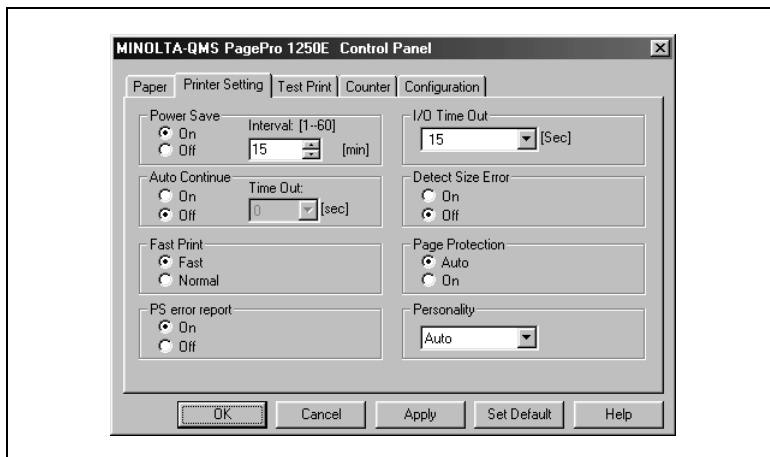 MINOLTA-QMS PagePro 1250E Control Panel
Paper Printer Setting Test Print Counter Configuration
Power Save
On
Off
Interval: [1--60]
15 [min]
I/O Time Out
15 [Sec]
Auto Continue
On
Off
Time Out:
0 [sec]
Detect Size Error
On
Off
Fast Print
Fast
Normal
Page Protection
Auto
On
PS error report
On
Off
Personality
Auto
OK Cancel Apply Set Default Help